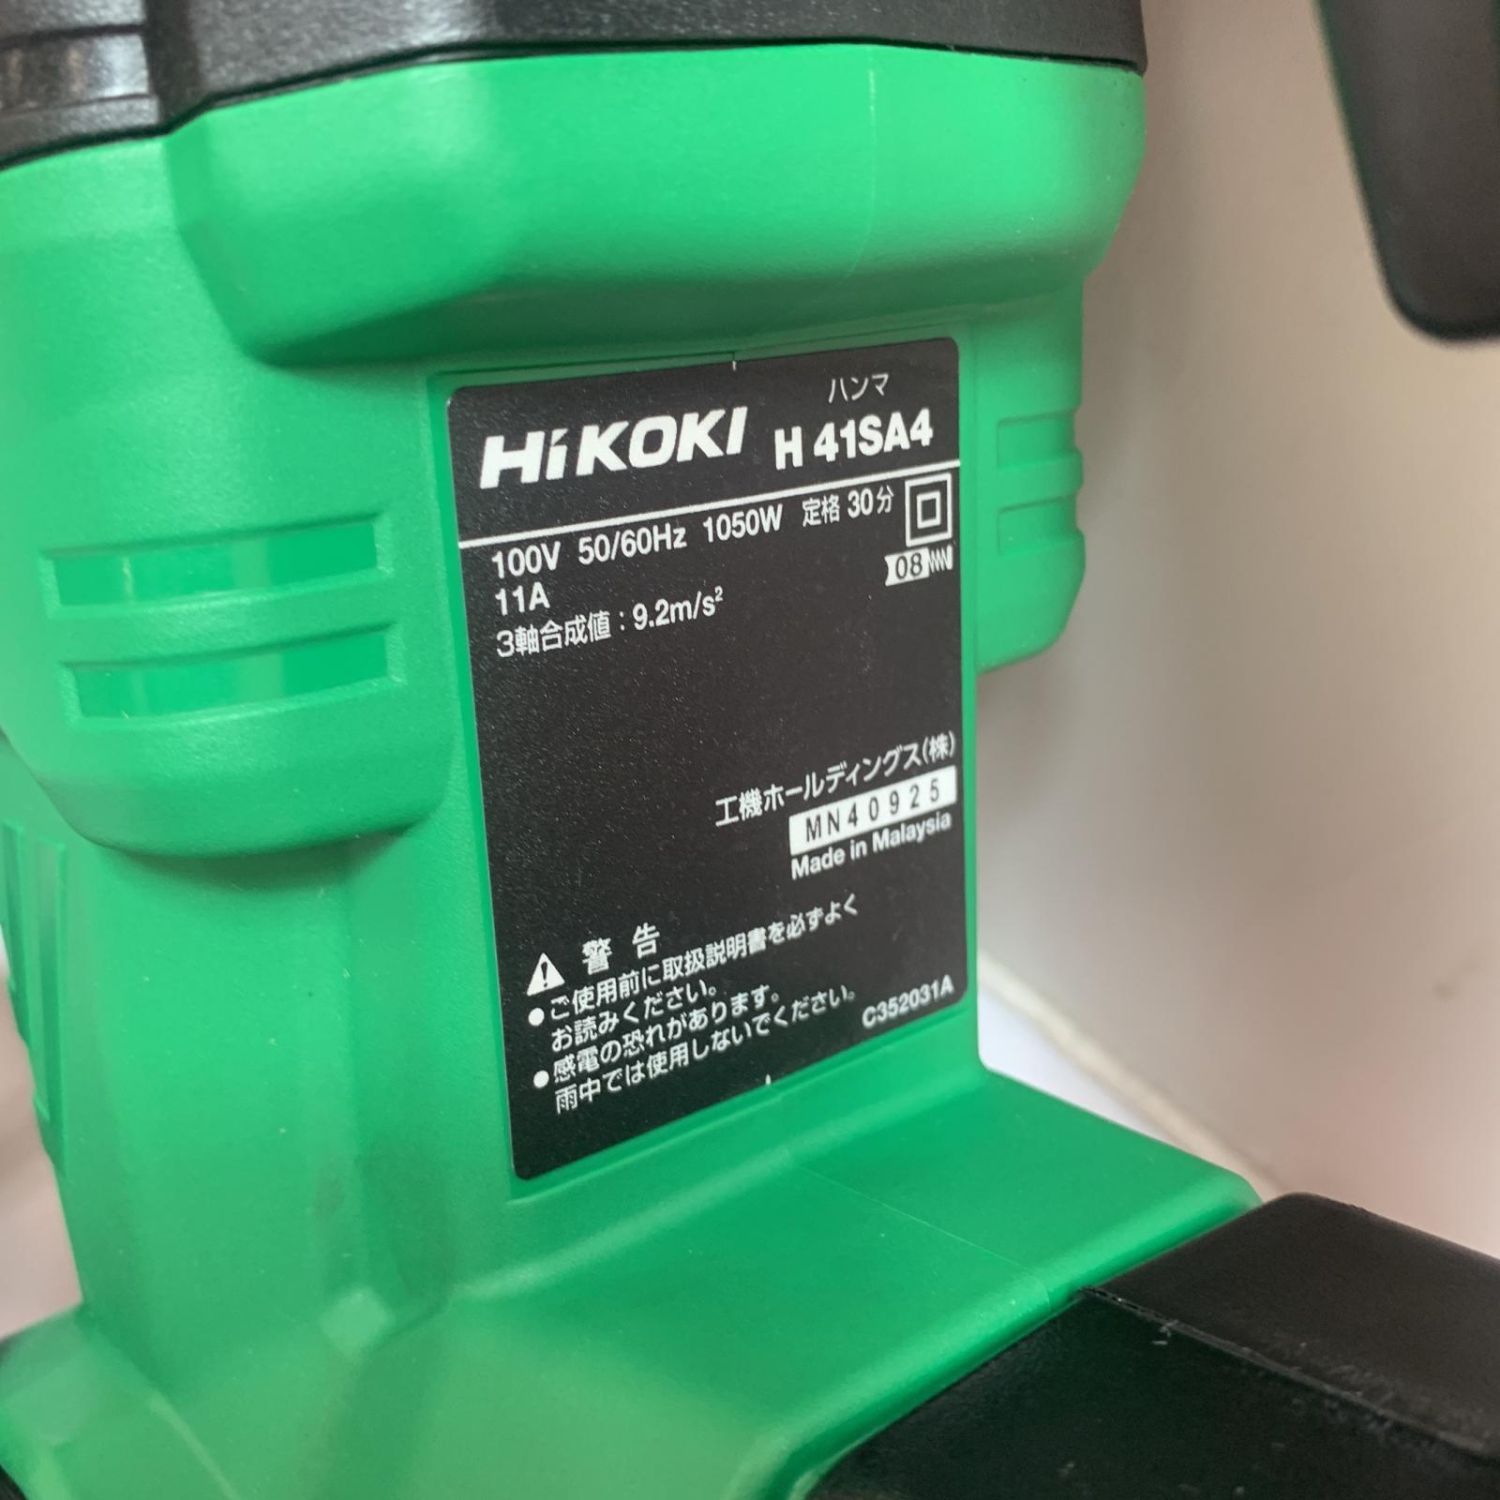 ハンマ
HiKOKI H 41SA4
100V 50/60Hz 1050W 定格 30分
11A
08
3軸合成値：9.2m/s²
工機ホールディングス(株)
MN40925
Made in Malaysia
警告
●ご使用前に取扱説明書を必ずよく
お読みください。
●感電の恐れがあります。
雨中では使用しないでください。
C352031A